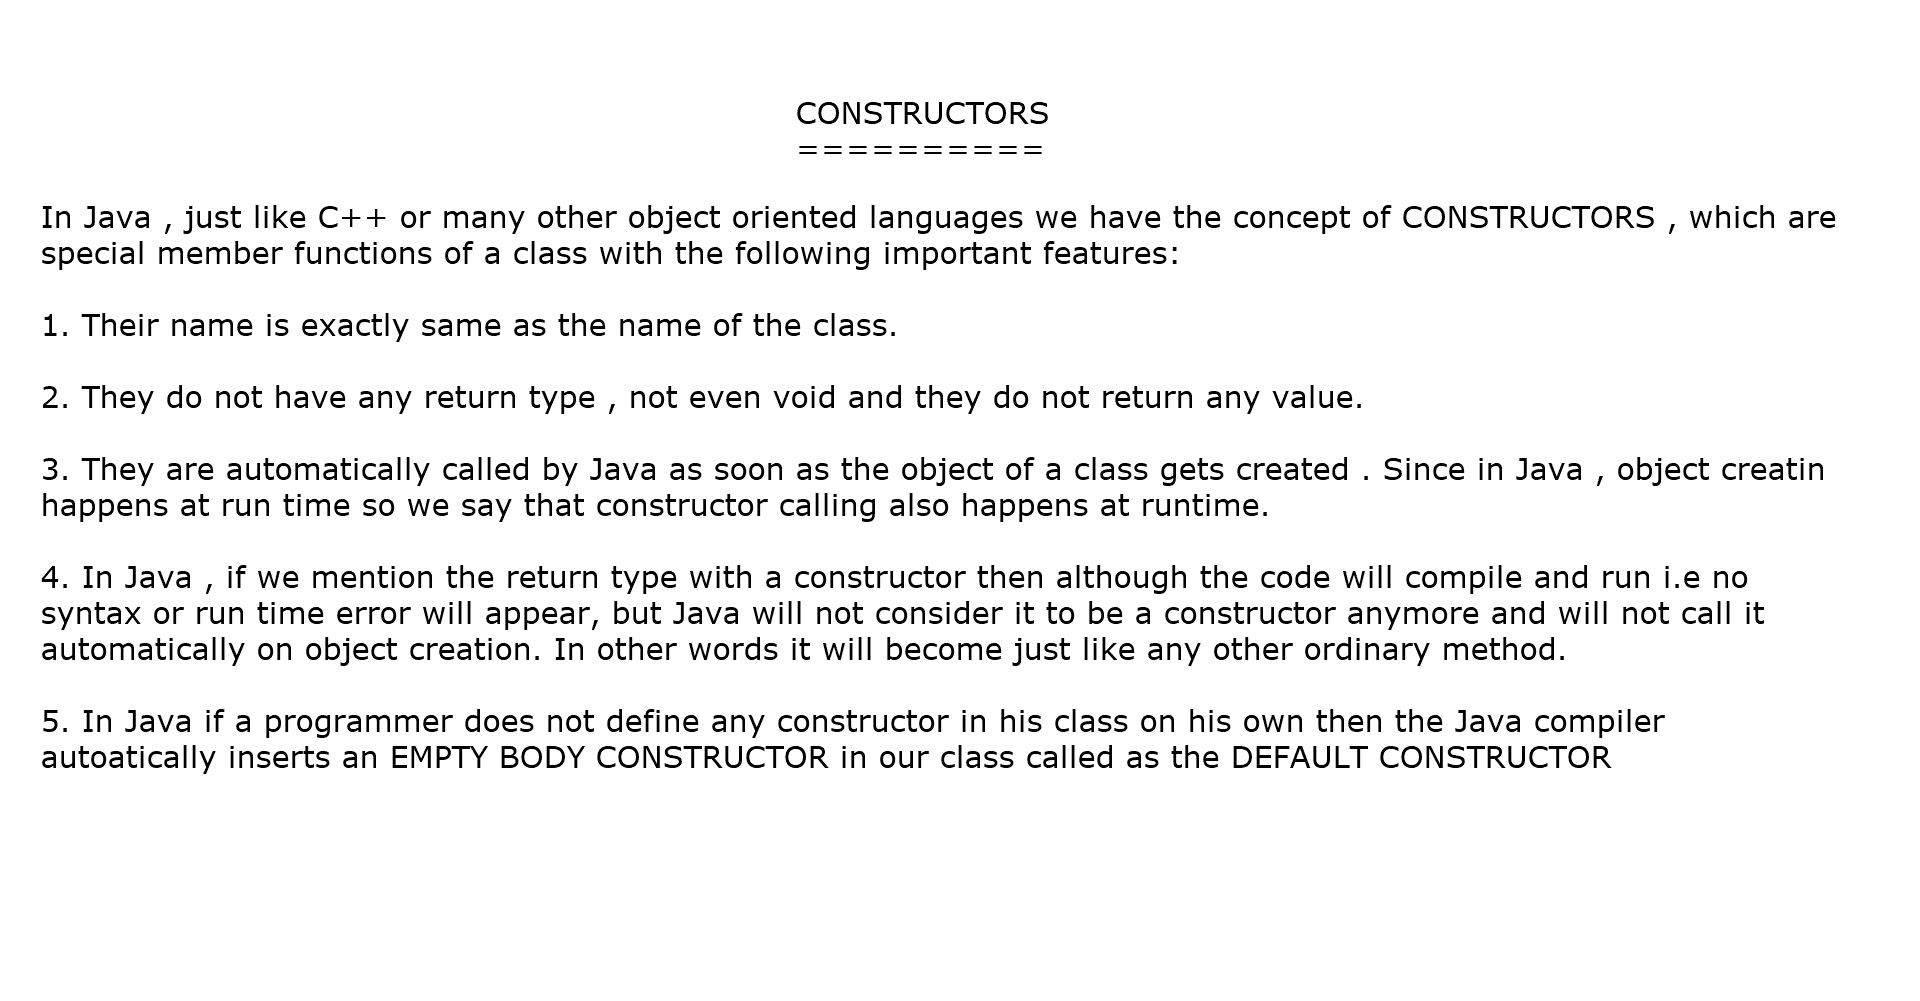 CONSTRUCTORS
==========
In Java , just like C++ or many other object oriented languages we have the concept of CONSTRUCTORS , which are
special member functions of a class with the following important features:
1. Their name is exactly same as the name of the class.
2. They do not have any return type , not even void and they do not return any value.
3. They are automatically called by Java as soon as the object of a class gets created . Since in Java , object creatin
happens at run time so we say that constructor calling also happens at runtime.
4. In Java , if we mention the return type with a constructor then although the code will compile and run i.e no
syntax or run time error will appear, but Java will not consider it to be a constructor anymore and will not call it
automatically on object creation. In other words it will become just like any other ordinary method.
5. In Java if a programmer does not define any constructor in his class on his own then the Java compiler
autoatically inserts an EMPTY BODY CONSTRUCTOR in our class called as the DEFAULT CONSTRUCTOR